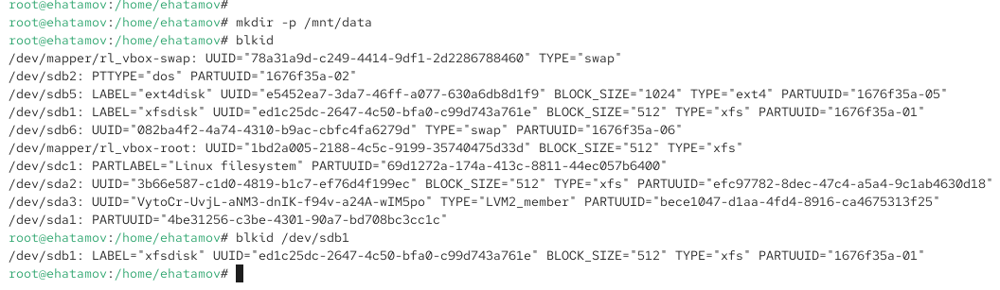 root@ehatamov:/home/ehatamov#
root@ehatamov:/home/ehatamov# mkdir -p /mnt/data
root@ehatamov:/home/ehatamov# blkid
/dev/mapper/rl_vbox-swap: UUID="78a31a9d-c249-4414-9df1-2d2286788460" TYPE="swap"
/dev/sdb2: PTTYPE="dos" PARTUUID="1676f35a-02"
/dev/sdb5: LABEL="ext4disk" UUID="e5452ea7-3da7-46ff-a077-630a6db8d1f9" BLOCK_SIZE="1024" TYPE="ext4" PARTUUID="1676f35a-05"
/dev/sdb1: LABEL="xfsdisk" UUID="ed1c25dc-2647-4c50-bfa0-c99d743a761e" BLOCK_SIZE="512" TYPE="xfs" PARTUUID="1676f35a-01"
/dev/sdb6: UUID="082ba4f2-4a74-4310-b9ac-cbfc4fa6279d" TYPE="swap" PARTUUID="1676f35a-06"
/dev/mapper/rl_vbox-root: UUID="1bd2a005-2188-4c5c-9199-35740475d33d" BLOCK_SIZE="512" TYPE="xfs"
/dev/sdc1: PARTLABEL="Linux filesystem" PARTUUID="69d1272a-174a-413c-8811-44ec057b6400"
/dev/sda2: UUID="3b66e587-c1d0-4819-b1c7-ef76d4f199ec" BLOCK_SIZE="512" TYPE="xfs" PARTUUID="efc97782-8dec-47c4-a5a4-9c1ab4630d18"
/dev/sda3: UUID="VytoCr-UvjL-aNM3-dnIK-f94v-a24A-wIM5po" TYPE="LVM2_member" PARTUUID="bece1047-d1aa-4fd4-8916-ca4675313f25"
/dev/sda1: PARTUUID="4be31256-c3be-4301-90a7-bd708bc3cc1c"
root@ehatamov:/home/ehatamov# blkid /dev/sdb1
/dev/sdb1: LABEL="xfsdisk" UUID="ed1c25dc-2647-4c50-bfa0-c99d743a761e" BLOCK_SIZE="512" TYPE="xfs" PARTUUID="1676f35a-01"
root@ehatamov:/home/ehatamov#